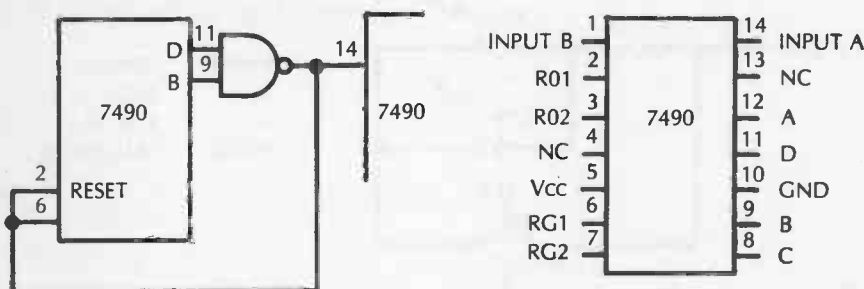 11
D
9
B
7490
2
RESET
6
14
7490
1
INPUT B
2
R01
3
R02
4
NC
5
Vcc
6
RG1
7
RG2
7490
14
INPUT A
13
NC
12
A
11
D
10
GND
9
B
8
C